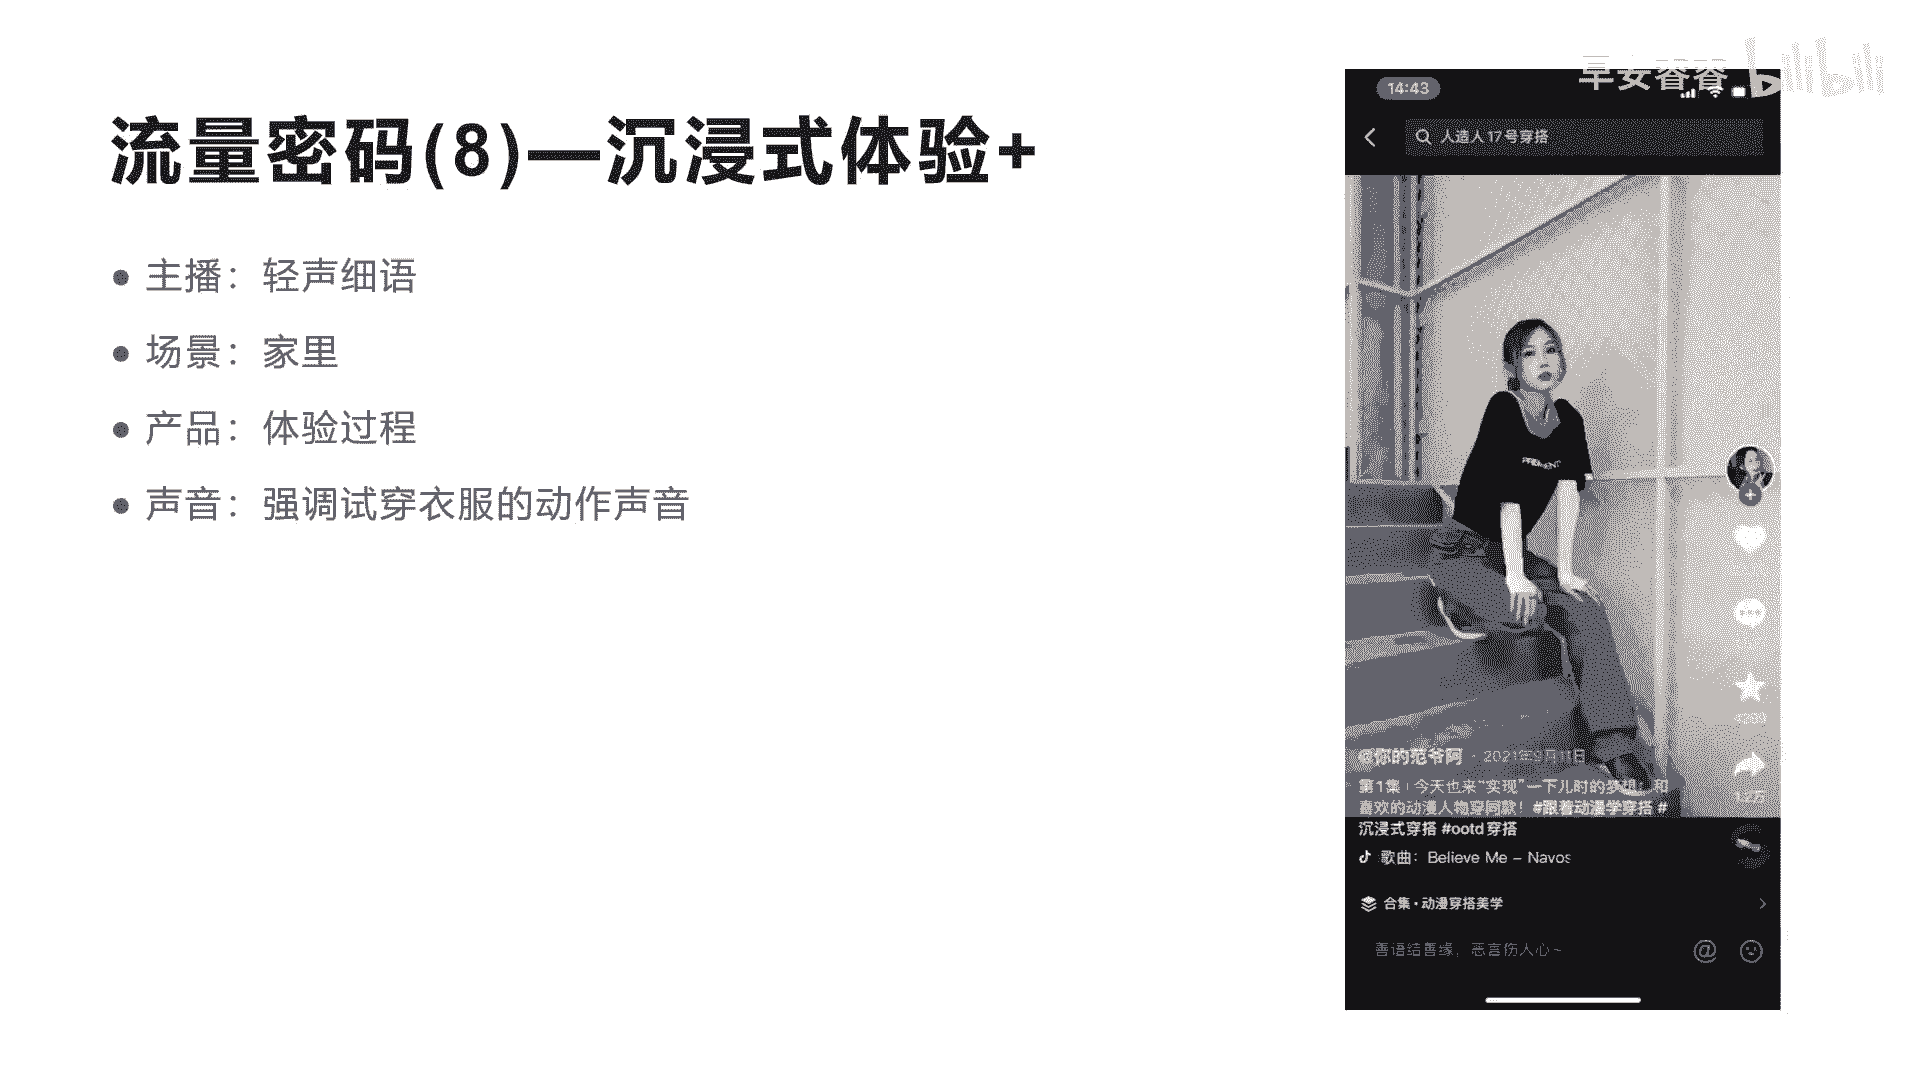 流量密码(8)—沉浸式体验+
• 主播：轻声细语
• 场景：家里
• 产品：体验过程
• 声音：强调试穿衣服的动作声音
早安睿睿 bilibili
14:43
人造人17号穿搭
@你的范爷阿 · 2021年9月11日
第1集 | 今天也来“实现”一下儿时的梦想：和
喜欢的动漫人物穿同款！#跟着动漫学穿搭 #
沉浸式穿搭 #ootd穿搭
歌曲：Believe Me – Navos
合集 · 动漫穿搭美学
善语结善缘，恶言伤人心~